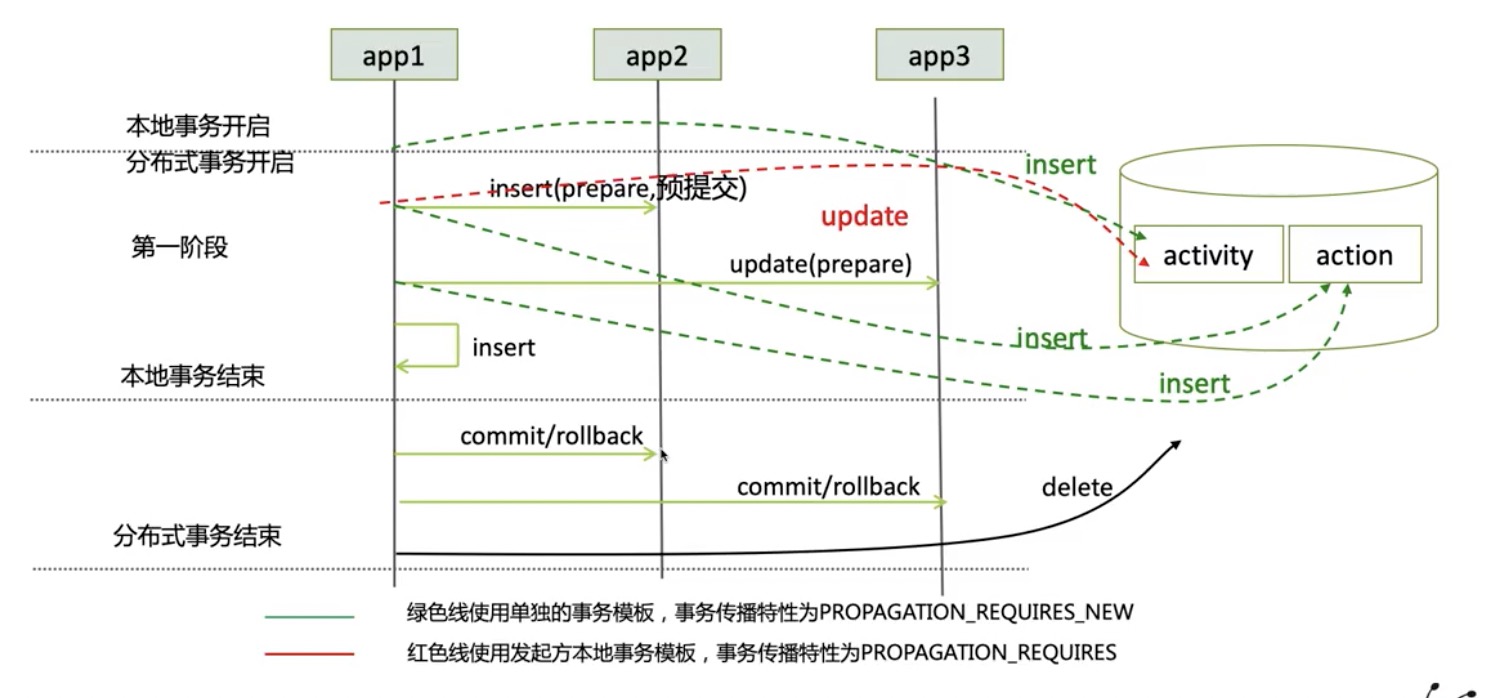 app1
app2
app3
本地事务开启
分布式事务开启
insert
insert(prepare,预提交)
update
第一阶段
update(prepare)
activity
action
insert
insert
本地事务结束
insert
commit/rollback
commit/rollback
delete
分布式事务结束
绿色线使用单独的事务模板，事务传播特性为PROPAGATION_REQUIRES_NEW
红色线使用发起方本地事务模板，事务传播特性为PROPAGATION_REQUIRES